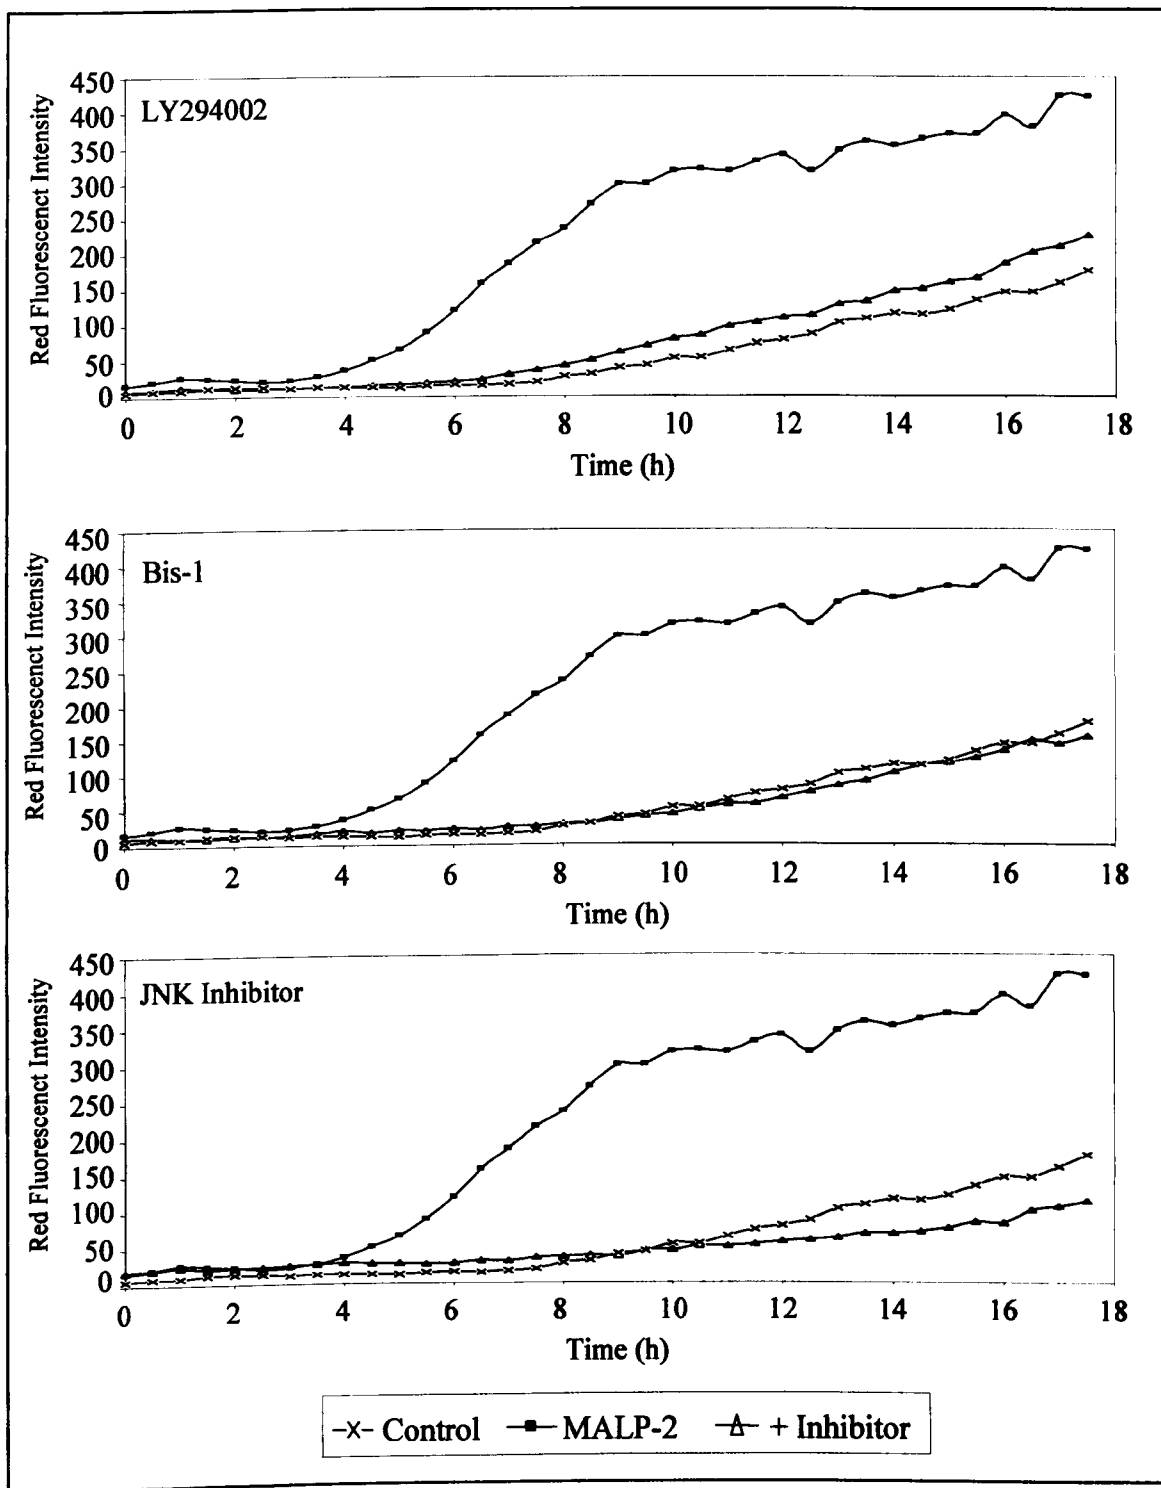 LY294002
Red Fluorescenct Intensity
450
400
350
300
250
200
150
100
50
0
0 2 4 6 8 10 12 14 16 18
Time (h)
Bis-1
Red Fluorescenct Intensity
450
400
350
300
250
200
150
100
50
0
0 2 4 6 8 10 12 14 16 18
Time (h)
JNK Inhibitor
Red Fluorescenct Intensity
450
400
350
300
250
200
150
100
50
0
0 2 4 6 8 10 12 14 16 18
Time (h)
Control MALP-2 + Inhibitor